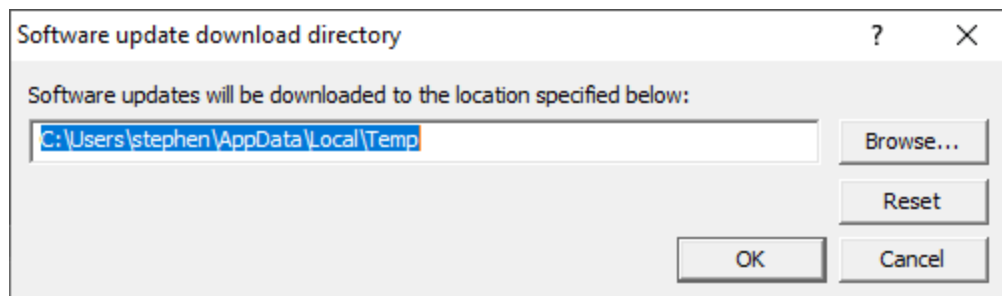 Software update download directory
?
Software updates will be downloaded to the location specified below:
C:\Users\stephen\AppData\Local\Temp
Browse...
Reset
OK
Cancel